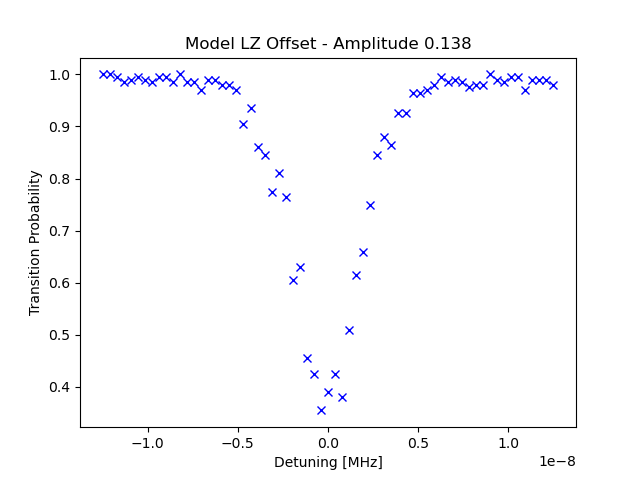 Model LZ Offset - Amplitude 0.138
1.0
0.9
0.8
0.7
0.6
0.5
0.4
Transition Probability
−1.0 −0.5 0.0 0.5 1.0
1e−8
Detuning [MHz]